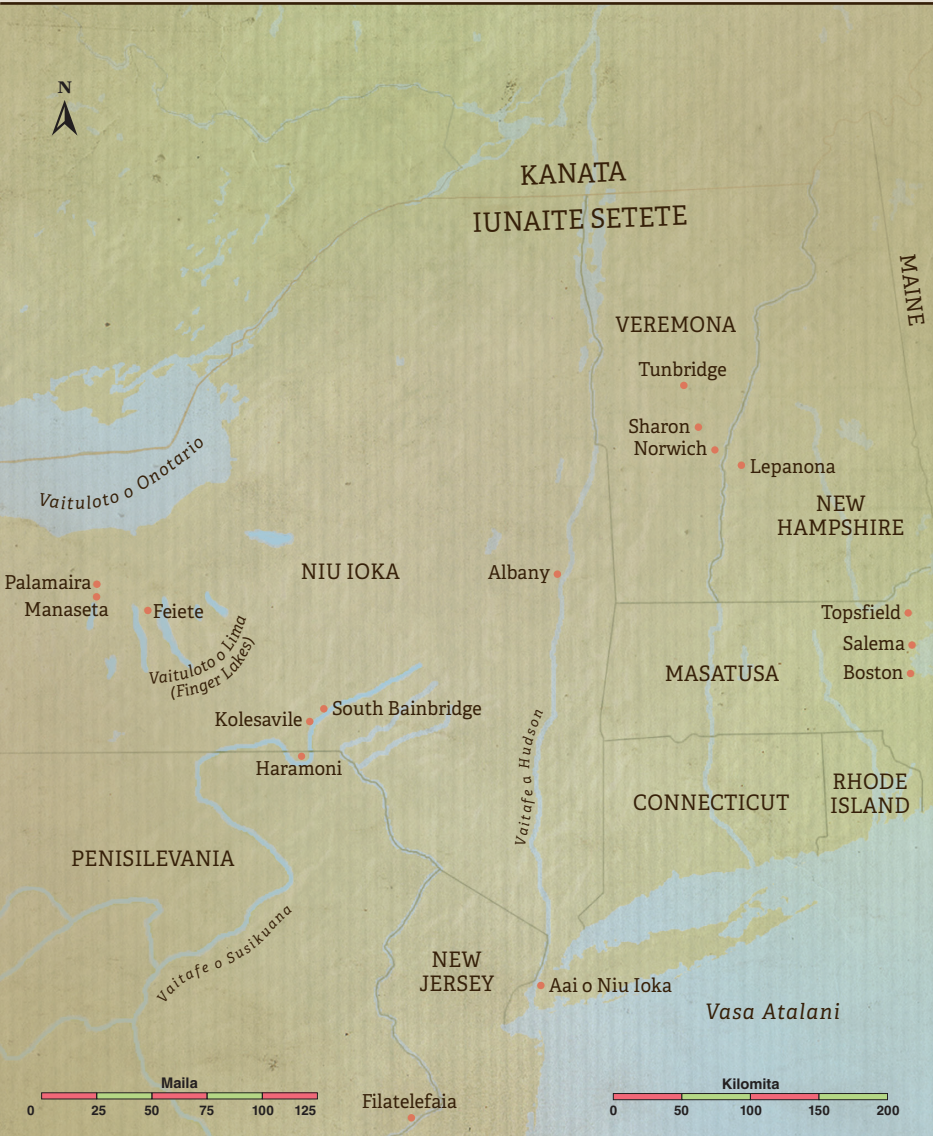 N
KANATA
IUNAITE SETETE
MAINE
VEREMONA
Tunbridge
Sharon
Norwich
Lepanona
Vaituloto o Onotario
NEW
HAMPSHIRE
NIU IOKA
Albany
Palamaira
Manaseta
Feiete
Vaituloto o Lima
(Finger Lakes)
Topsfield
Salema
Boston
MASATUSA
South Bainbridge
Kolesavile
Haramoni
Vaitafe a Hudson
CONNECTICUT
RHODE
ISLAND
PENISILEVANIA
Vaitafe o Susikuana
NEW
JERSEY
Aai o Niu Ioka
Vasa Atalani
Maila
0 25 50 75 100 125
Kilomita
0 50 100 150 200
Filatelefaia